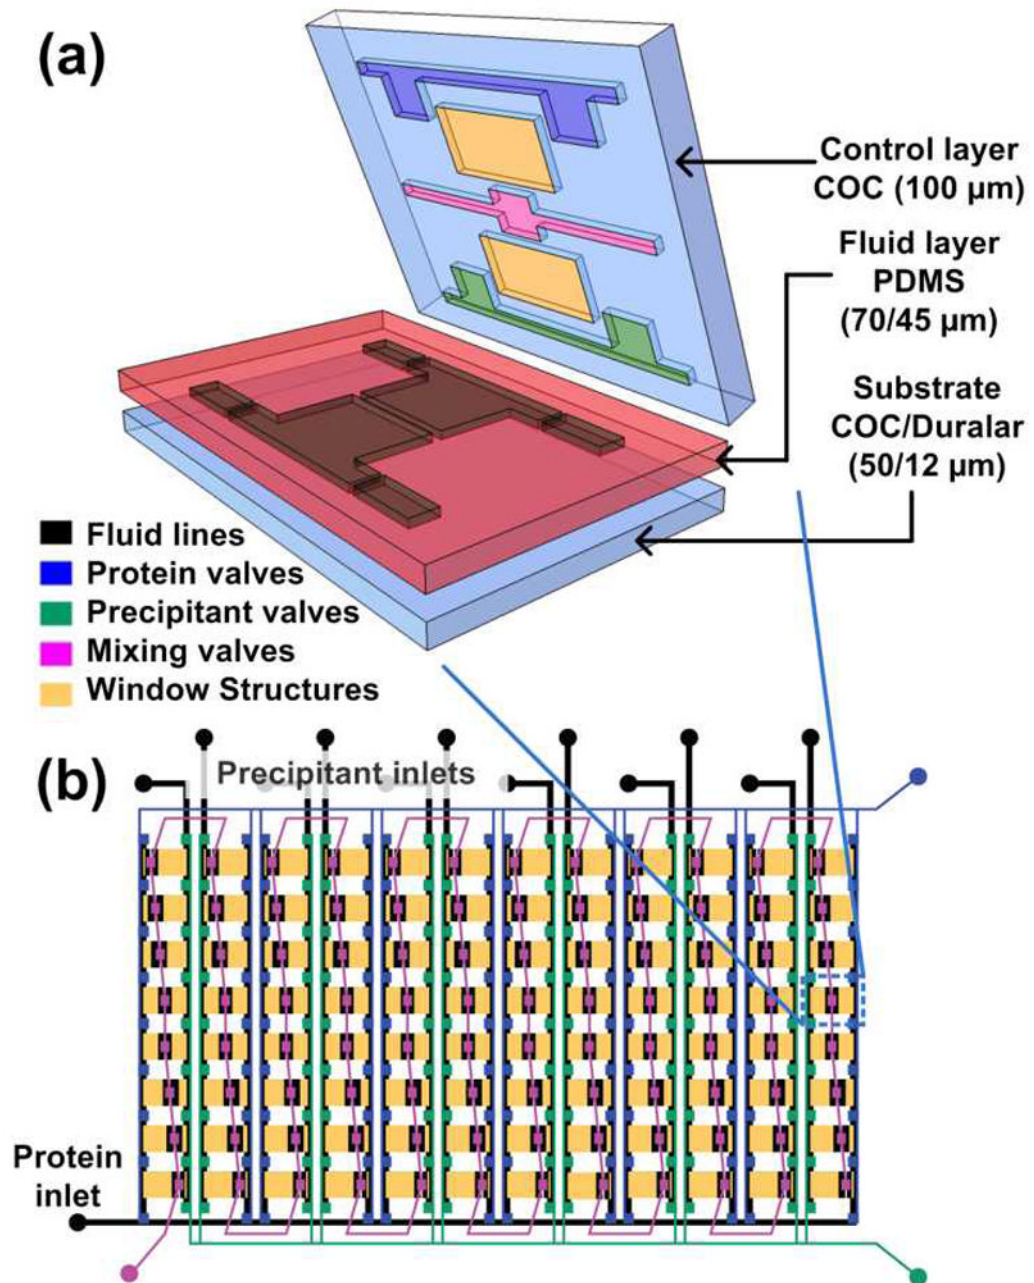 (a)
Control layer
COC (100 µm)
Fluid layer
PDMS
(70/45 µm)
Substrate
COC/Duralar
(50/12 µm)
Fluid lines
Protein valves
Precipitant valves
Mixing valves
Window Structures
(b)
Precipitant inlets
Protein
inlet